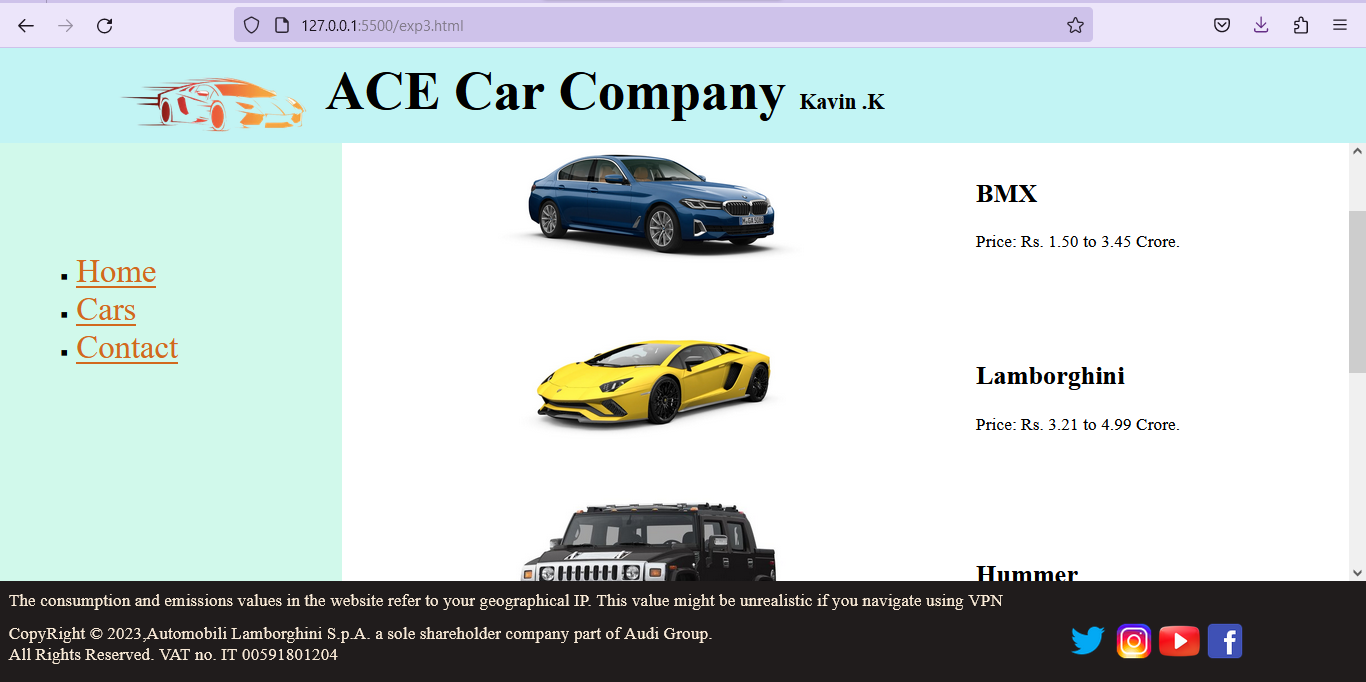 127.0.0.1:5500/exp3.html
ACE Car Company Kavin .K
Home
Cars
Contact
BMX
Price: Rs. 1.50 to 3.45 Crore.
Lamborghini
Price: Rs. 3.21 to 4.99 Crore.
Hummer
The consumption and emissions values in the website refer to your geographical IP. This value might be unrealistic if you navigate using VPN
CopyRight © 2023,Automobili Lamborghini S.p.A. a sole shareholder company part of Audi Group.
All Rights Reserved. VAT no. IT 00591801204